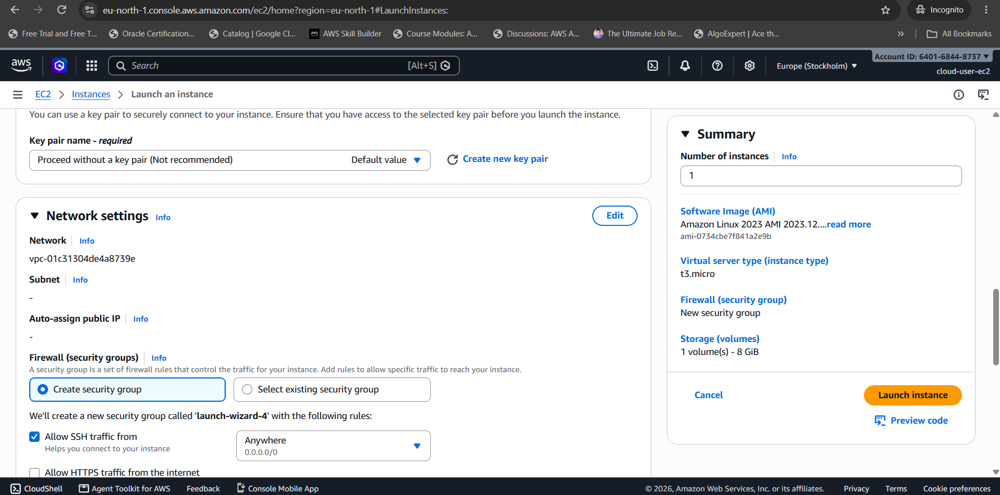 eu-north-1.console.aws.amazon.com/ec2/home?region=eu-north-1#LaunchInstances:
Incognito
Free Trial and Free T...
Oracle Certification...
Catalog | Google Cl...
AWS Skill Builder
Course Modules: A...
Discussions: AWS A...
The Ultimate Job Re...
AlgoExpert | Ace th...
»
All Bookmarks
aws
Search
[Alt+S]
Europe (Stockholm)
Account ID: 6401-6844-8737
cloud-user-ec2
EC2
Instances
Launch an instance
You can use a key pair to securely connect to your instance. Ensure that you have access to the selected key pair before you launch the instance.
Key pair name - required
Proceed without a key pair (Not recommended)
Default value
Create new key pair
Network settings
Info
Edit
Network
Info
vpc-01c31304de4a8739e
Subnet
Info
-
Auto-assign public IP
Info
-
Firewall (security groups)
Info
A security group is a set of firewall rules that control the traffic for your instance. Add rules to allow specific traffic to reach your instance.
Create security group
Select existing security group
We'll create a new security group called 'launch-wizard-4' with the following rules:
Allow SSH traffic from
Helps you connect to your instance
Anywhere
0.0.0.0/0
Allow HTTPS traffic from the internet
Summary
Number of instances
Info
1
Software Image (AMI)
Amazon Linux 2023 AMI 2023.12....read more
ami-0734cbe7f841a2e9b
Virtual server type (instance type)
t3.micro
Firewall (security group)
New security group
Storage (volumes)
1 volume(s) - 8 GiB
Cancel
Launch instance
Preview code
CloudShell
Agent Toolkit for AWS
Feedback
Console Mobile App
© 2026, Amazon Web Services, Inc. or its affiliates.
Privacy
Terms
Cookie preferences